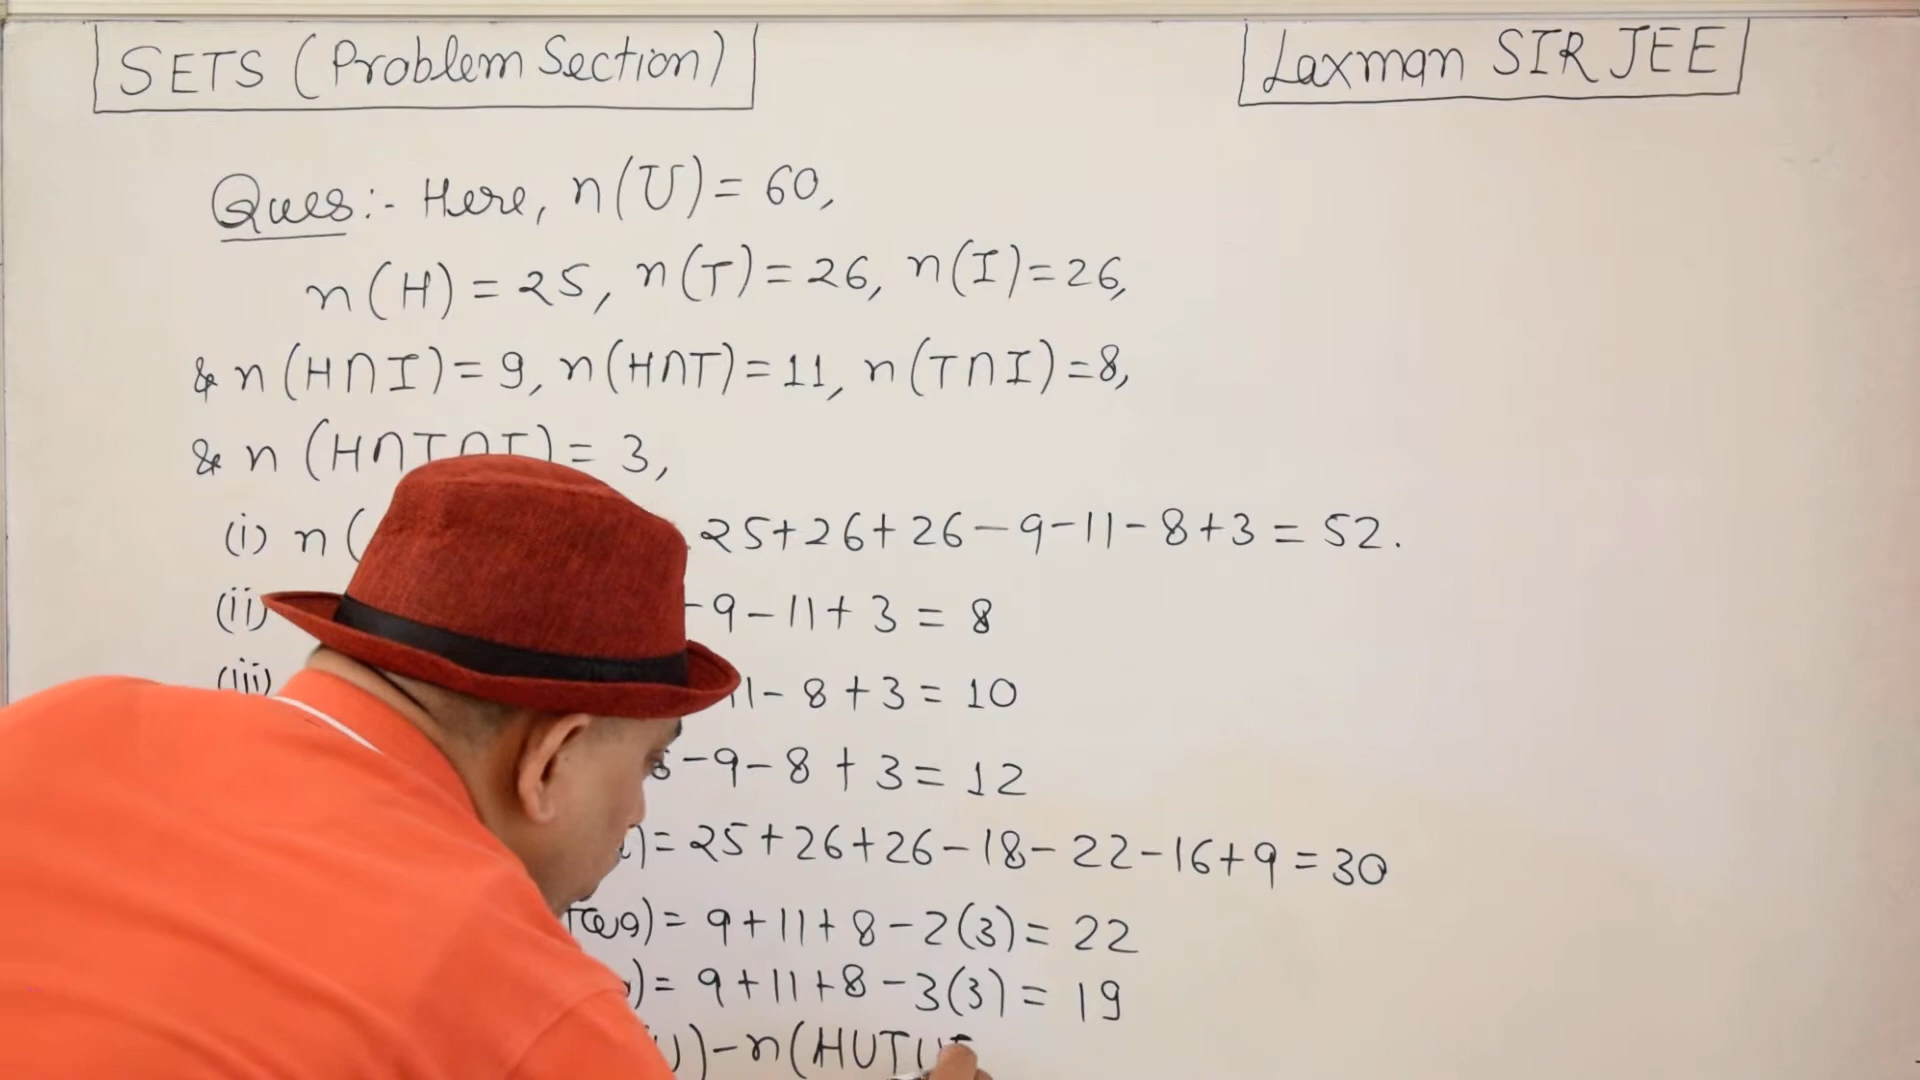 SETS (Problem Section)
Laxman SIR JEE
Ques:- Here, n(U) = 60,
n(H) = 25, n(T) = 26, n(I) = 26,
& n(H∩I) = 9, n(H∩T) = 11, n(T∩I) = 8,
& n(H∩T∩I) = 3,
(i) n( 25+26+26-9-11-8+3 = 52.
(ii) -9-11+3 = 8
(iii) 11-8+3 = 10
-9-8+3 = 12
) = 25+26+26-18-22-16+9 = 30
) = 9+11+8-2(3) = 22
) = 9+11+8-3(3) = 19
)-n(HUTU